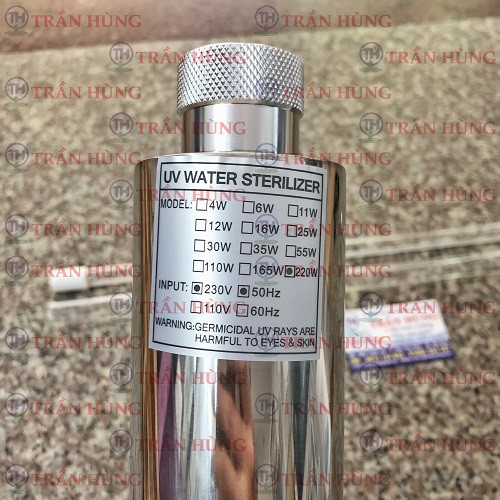 UV WATER STERILIZER
MODEL: 4W 6W 11W
12W 16W 25W
30W 35W 55W
110W 165W 220W
INPUT: 230V 50Hz
110V 60Hz
WARNING:GERMICIDAL UV RAYS ARE
HARMFUL TO EYES & SKIN
TH TRẦN HÙNG